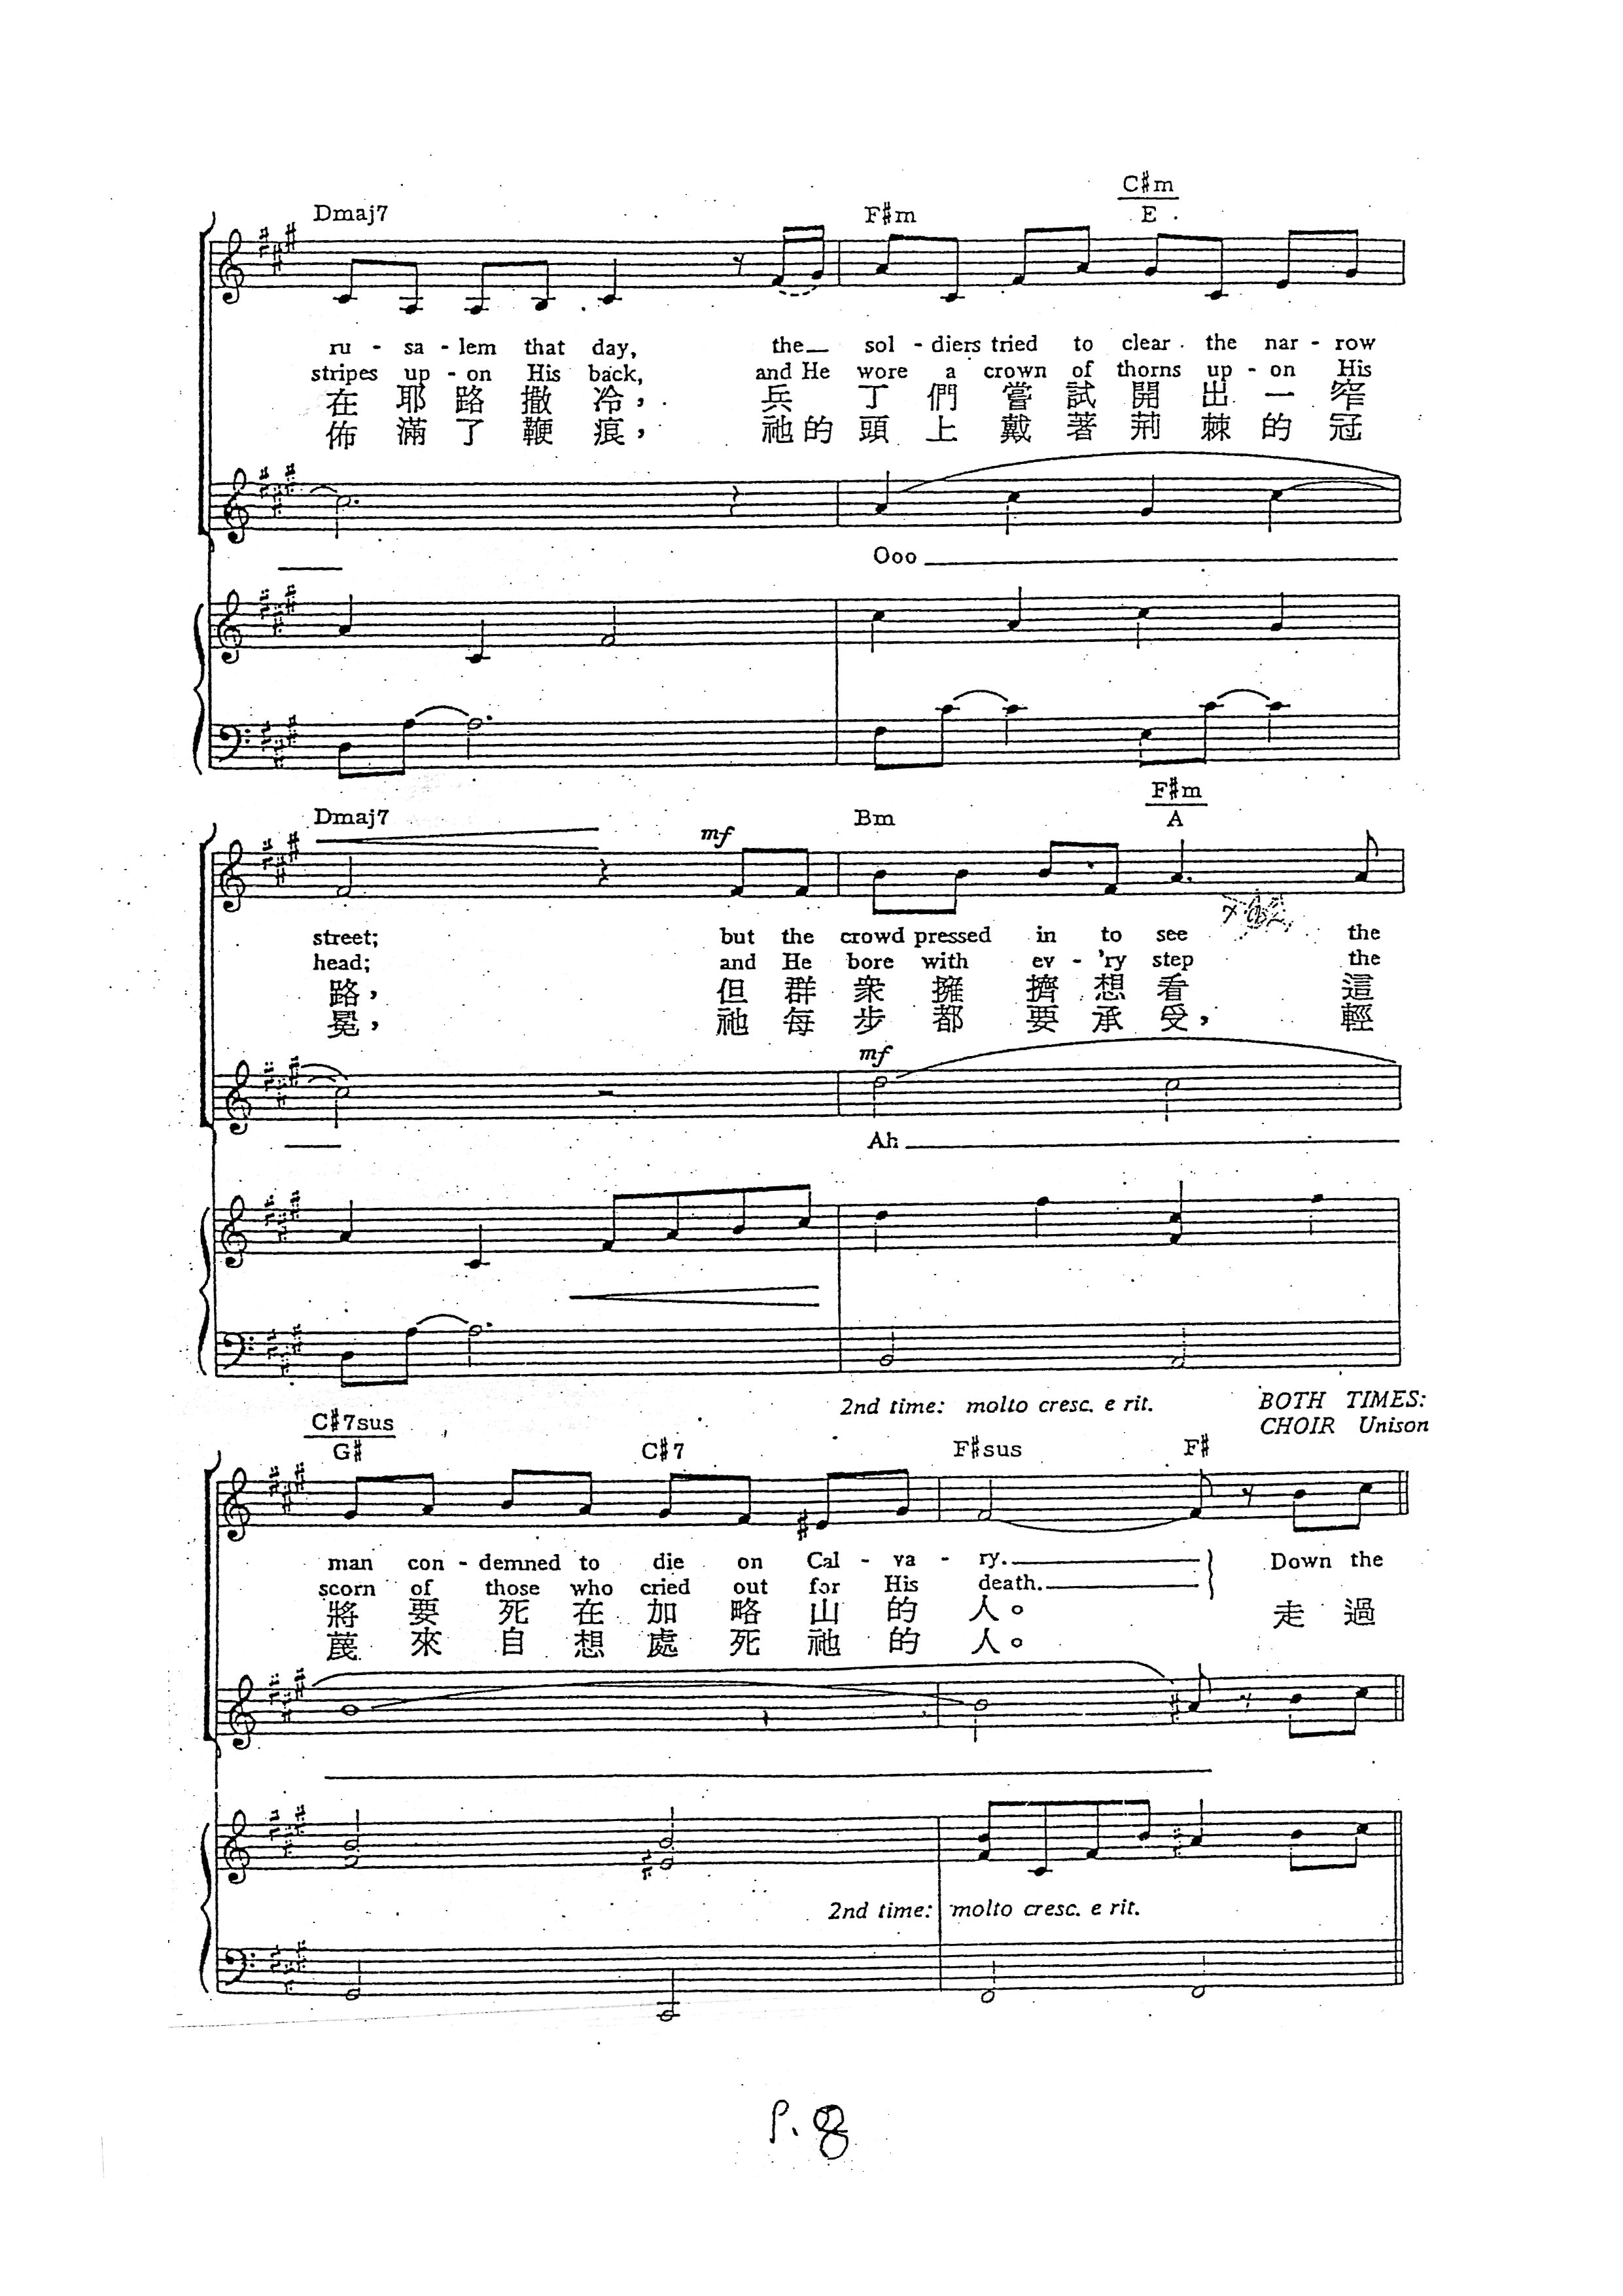 C♯m
Dmaj7 F♯m E
ru - sa - lem that day, the sol - diers tried to clear the nar - row
stripes up - on His back, and He wore a crown of thorns up - on His
在耶路撒冷，兵丁們嘗試開出一窄
佈滿了鞭痕，祂的頭上戴著荊棘的冠
Ooo
F♯m
Dmaj7 mf Bm A
street; but the crowd pressed in to see the
head; and He bore with ev - 'ry step the
路，但群衆擁擠想看這
冕，祂每步都要承受，輕
mf
Ah
2nd time: molto cresc. e rit. BOTH TIMES:
CHOIR Unison
C♯7sus
G♯ C♯7 F♯sus F♯
man con - demned to die on Cal - va - ry. Down the
scorn of those who cried out for His death.
將要死在加略山的人。走過
蔑來自想處死祂的人。
2nd time: molto cresc. e rit.
P. 8